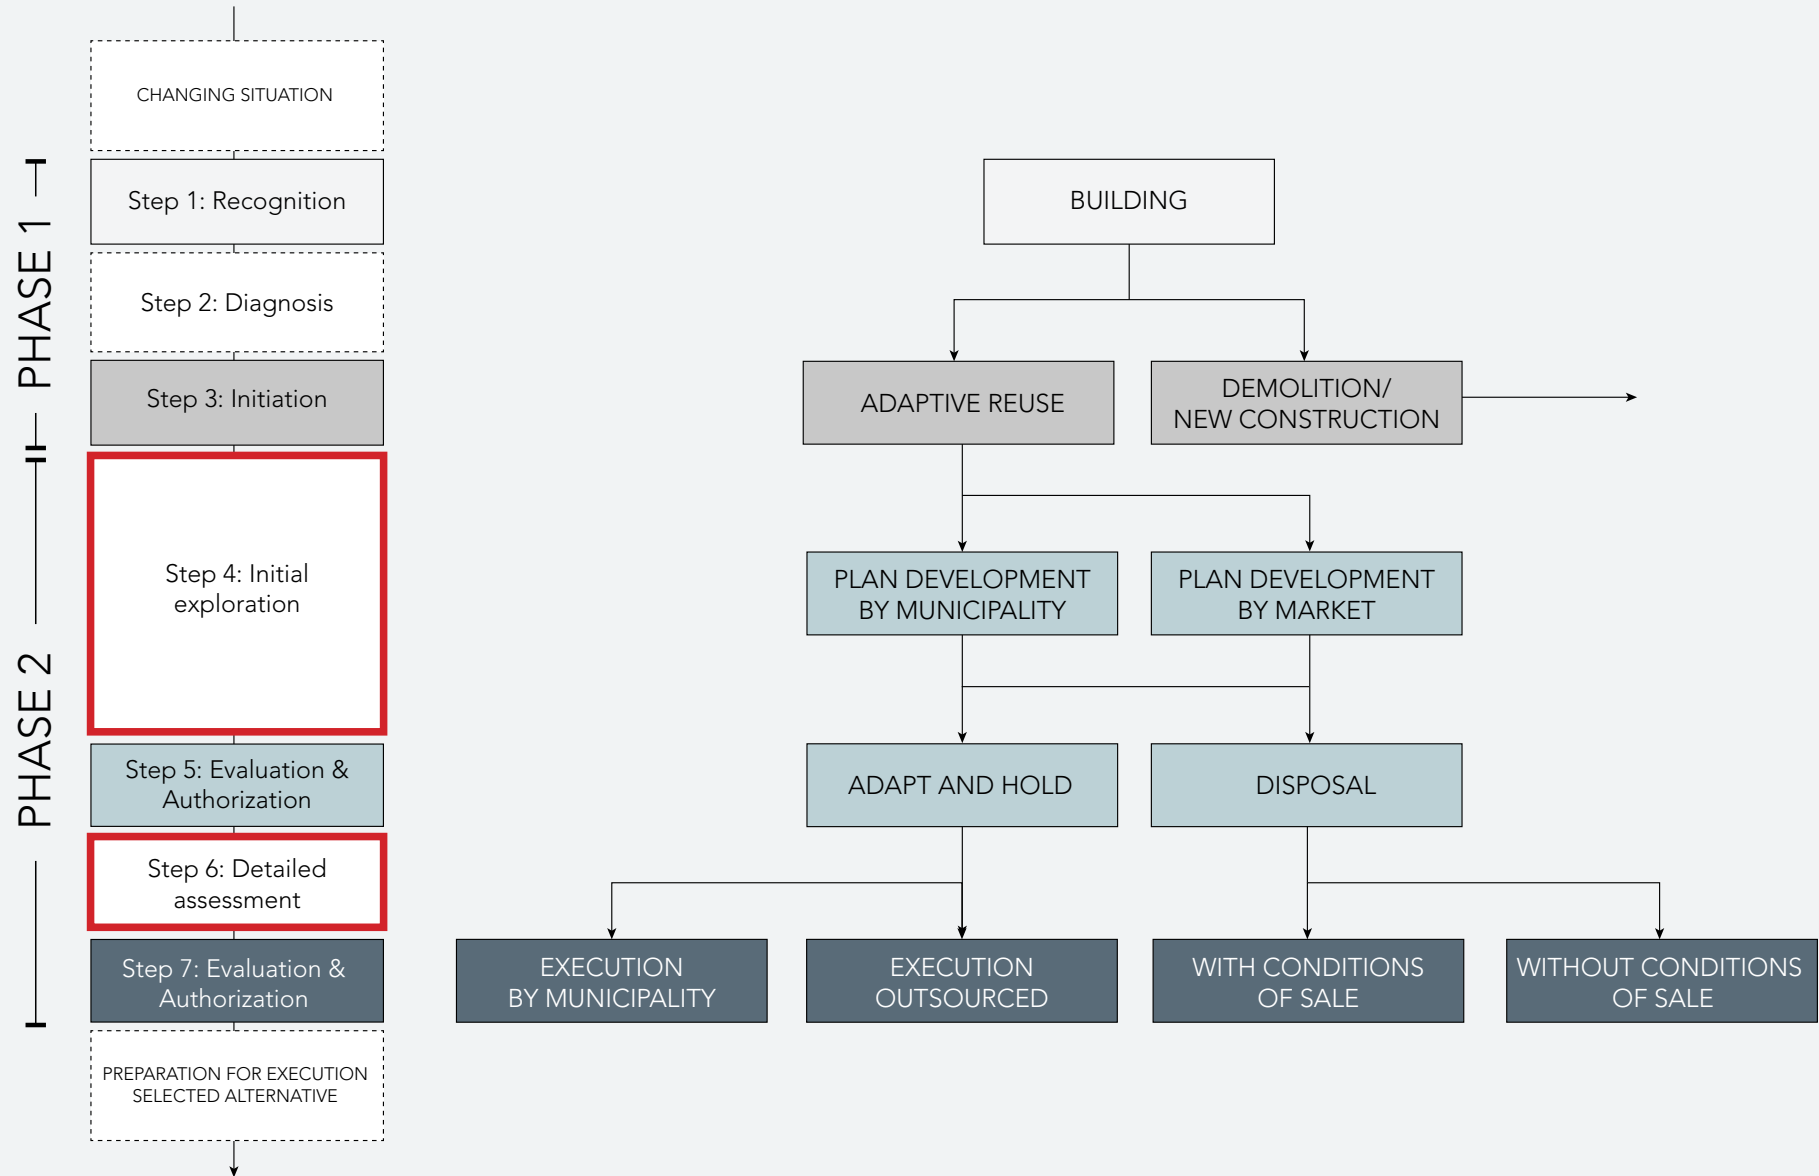 CHANGING SITUATION
PHASE 1
Step 1: Recognition
Step 2: Diagnosis
Step 3: Initiation
PHASE 2
Step 4: Initial
exploration
Step 5: Evaluation &
Authorization
Step 6: Detailed
assessment
Step 7: Evaluation &
Authorization
PREPARATION FOR EXECUTION
SELECTED ALTERNATIVE
BUILDING
ADAPTIVE REUSE
DEMOLITION/
NEW CONSTRUCTION
PLAN DEVELOPMENT
BY MUNICIPALITY
PLAN DEVELOPMENT
BY MARKET
ADAPT AND HOLD
DISPOSAL
EXECUTION
BY MUNICIPALITY
EXECUTION
OUTSOURCED
WITH CONDITIONS
OF SALE
WITHOUT CONDITIONS
OF SALE